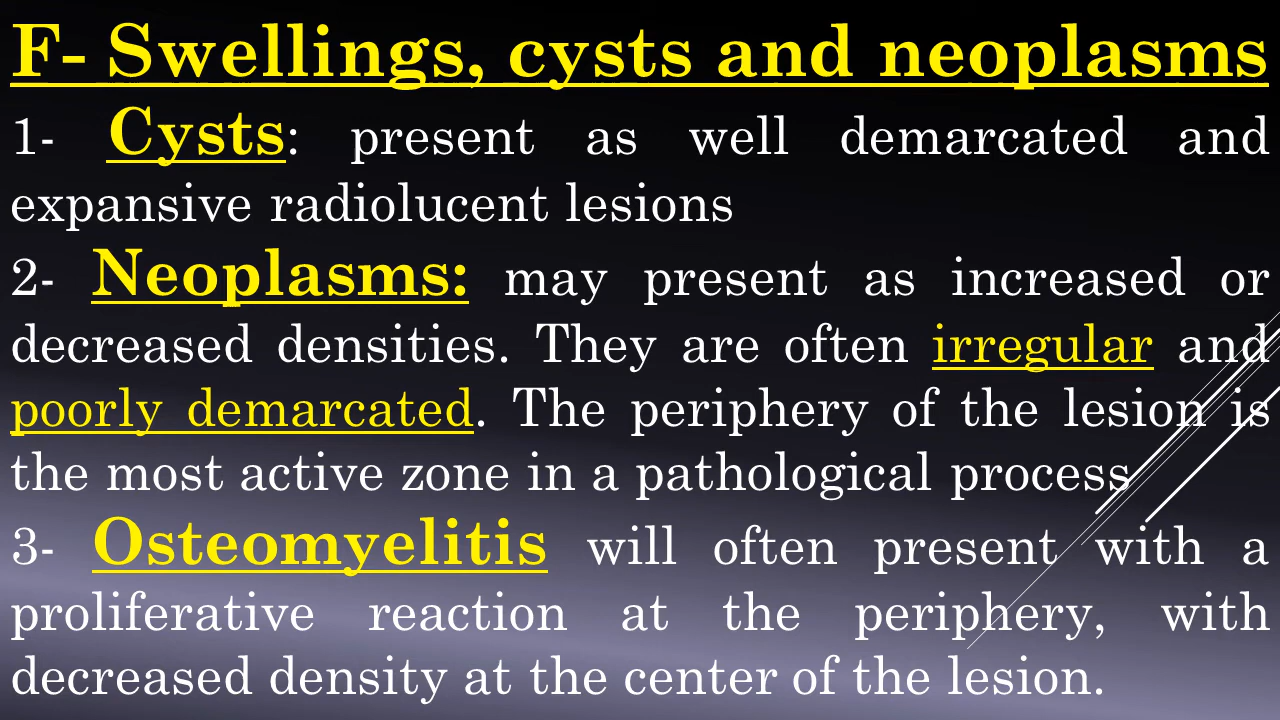 F- Swellings, cysts and neoplasms
1- Cysts: present as well demarcated and
expansive radiolucent lesions
2- Neoplasms: may present as increased or
decreased densities. They are often irregular and
poorly demarcated. The periphery of the lesion is
the most active zone in a pathological process
3- Osteomyelitis will often present with a
proliferative reaction at the periphery, with
decreased density at the center of the lesion.